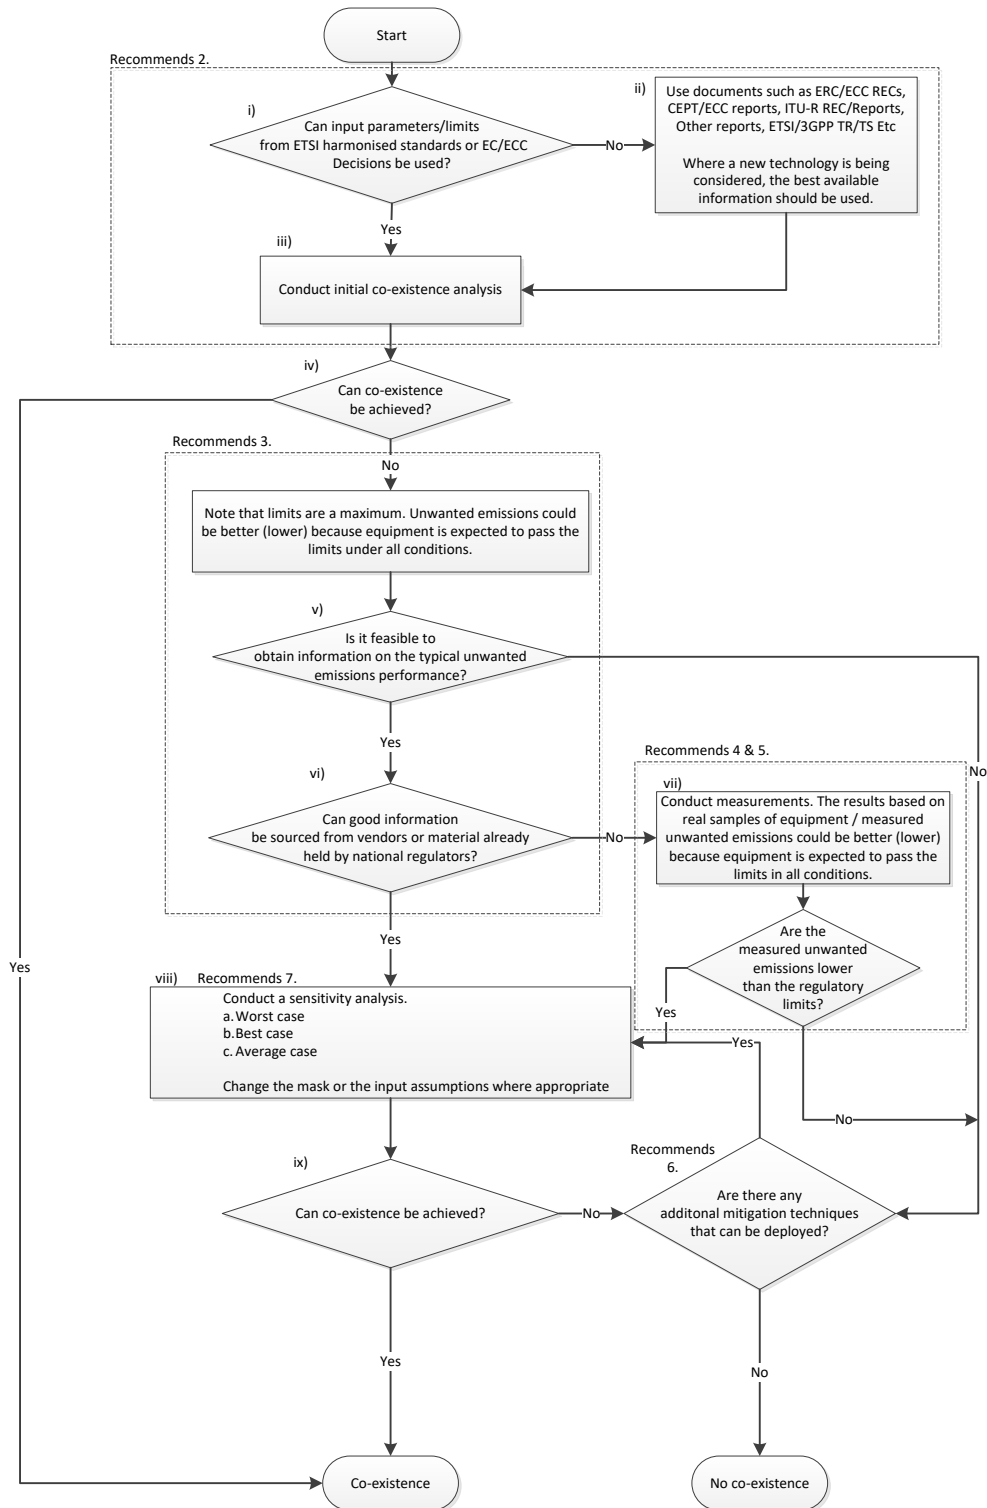 Start
Recommends 2.
i)
Can input parameters/limits
from ETSI harmonised standards or EC/ECC
Decisions be used?
No
ii)
Use documents such as ERC/ECC RECs,
CEPT/ECC reports, ITU-R REC/Reports,
Other reports, ETSI/3GPP TR/TS Etc
Where a new technology is being
considered, the best available
information should be used.
Yes
iii)
Conduct initial co-existence analysis
iv)
Can co-existence
be achieved?
Recommends 3.
No
Note that limits are a maximum. Unwanted emissions could
be better (lower) because equipment is expected to pass the
limits under all conditions.
v)
Is it feasible to
obtain information on the typical unwanted
emissions performance?
Yes
No
vi)
Can good information
be sourced from vendors or material already
held by national regulators?
No
Recommends 4 & 5.
vii)
Conduct measurements. The results based on
real samples of equipment / measured
unwanted emissions could be better (lower)
because equipment is expected to pass the
limits in all conditions.
Are the
measured unwanted
emissions lower
than the regulatory
limits?
Yes
Yes
Yes
viii)
Recommends 7.
Conduct a sensitivity analysis.
a. Worst case
b. Best case
c. Average case
Change the mask or the input assumptions where appropriate
Yes
No
ix)
Can co-existence be achieved?
No
Recommends
6.
Are there any
additonal mitigation techniques
that can be deployed?
Yes
No
Co-existence
No co-existence